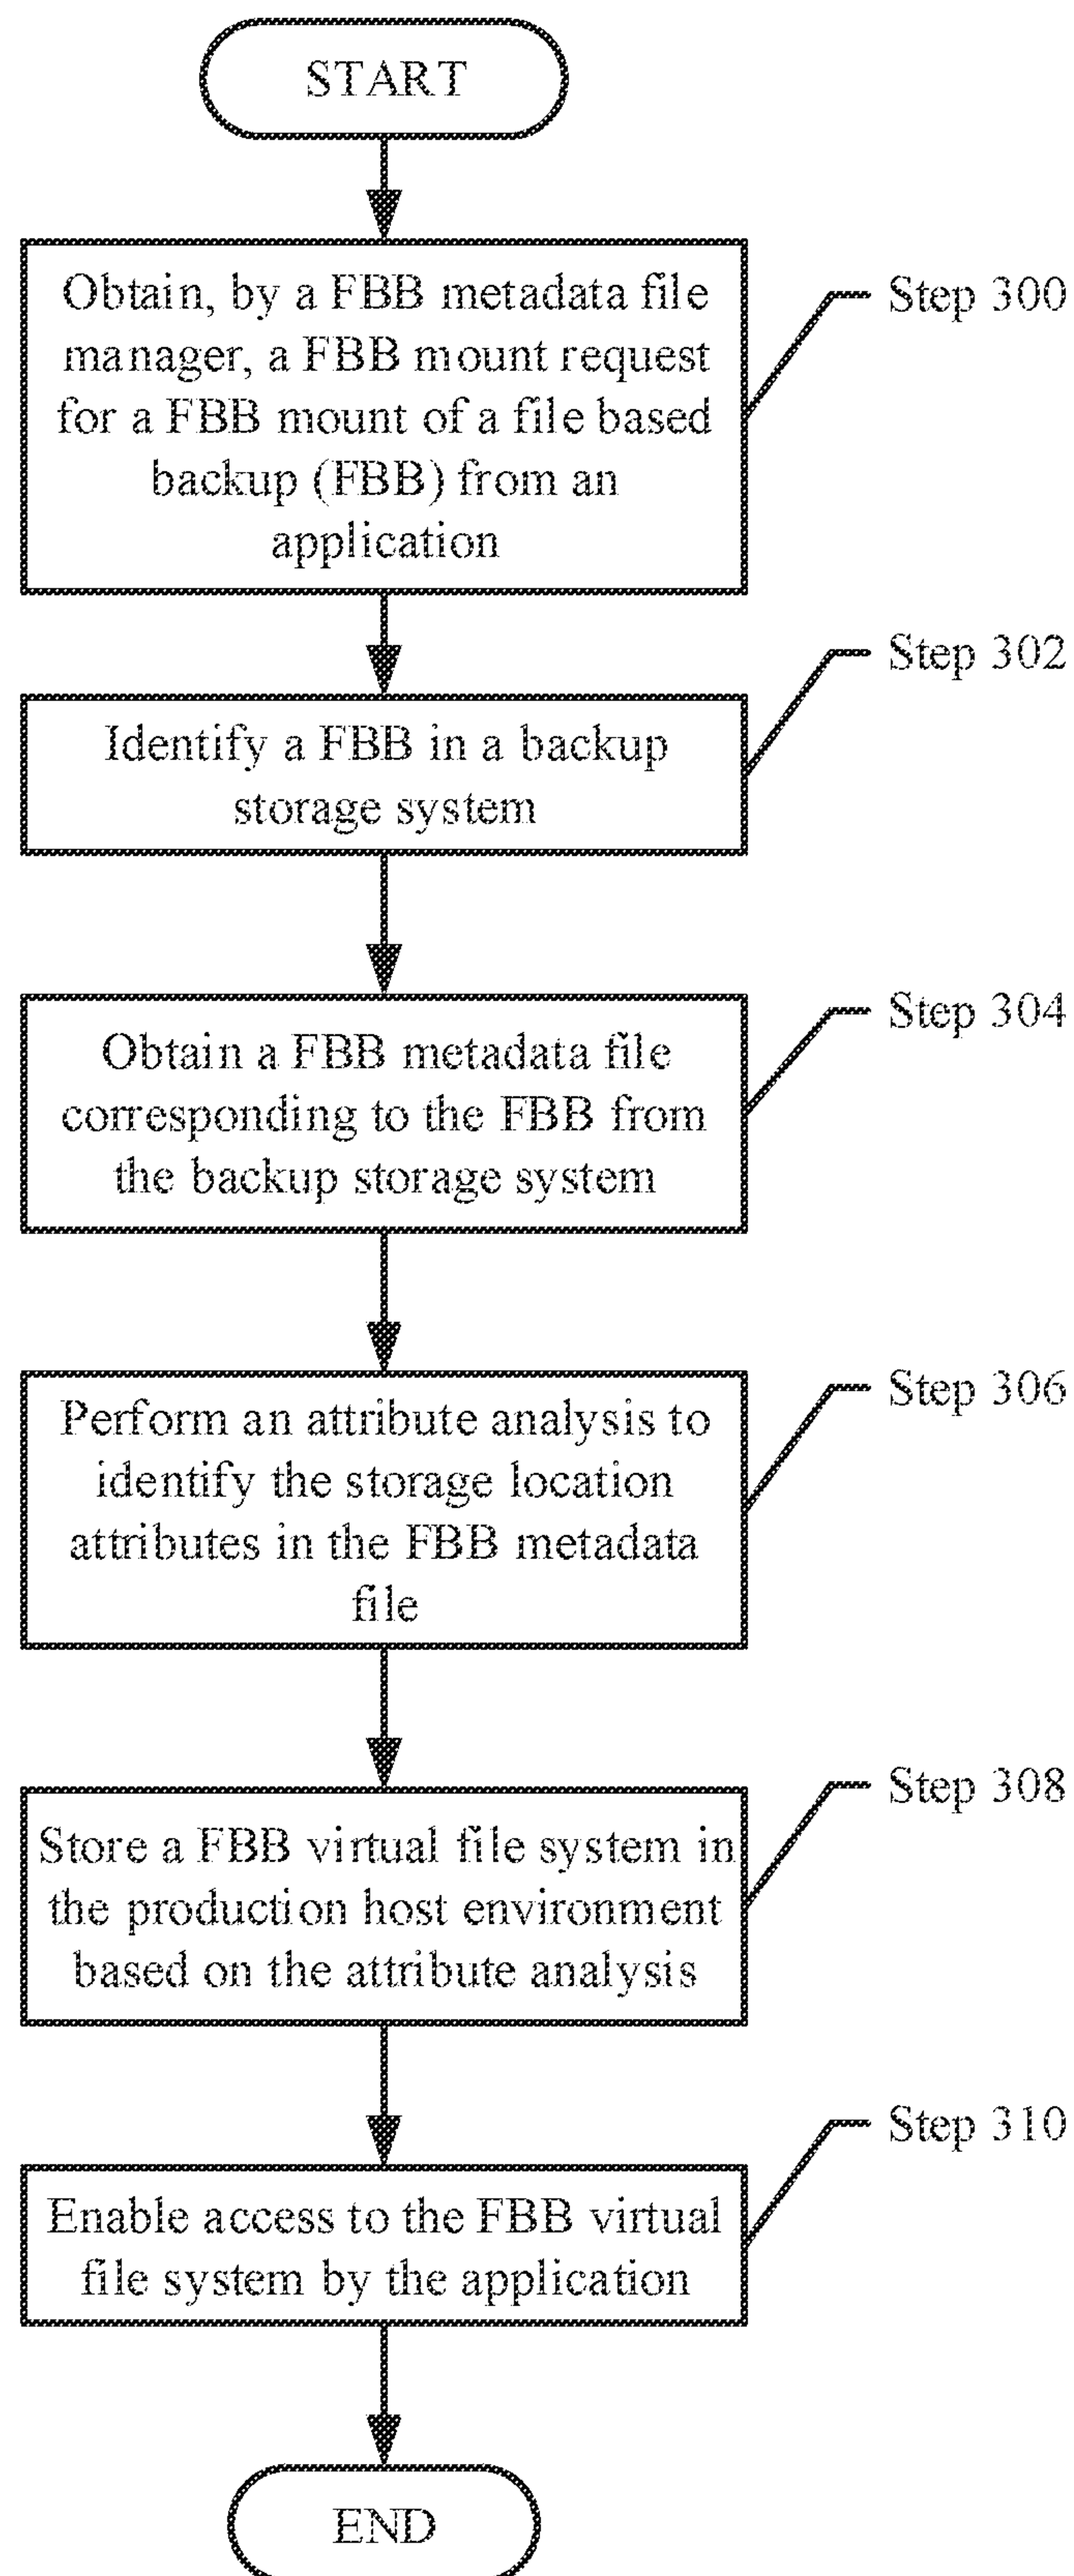 START
Obtain, by a FBB metadata file
manager, a FBB mount request
for a FBB mount of a file based
backup (FBB) from an
application
Step 300
Identify a FBB in a backup
storage system
Step 302
Obtain a FBB metadata file
corresponding to the FBB from
the backup storage system
Step 304
Perform an attribute analysis to
identify the storage location
attributes in the FBB metadata
file
Step 306
Store a FBB virtual file system in
the production host environment
based on the attribute analysis
Step 308
Enable access to the FBB virtual
file system by the application
Step 310
END